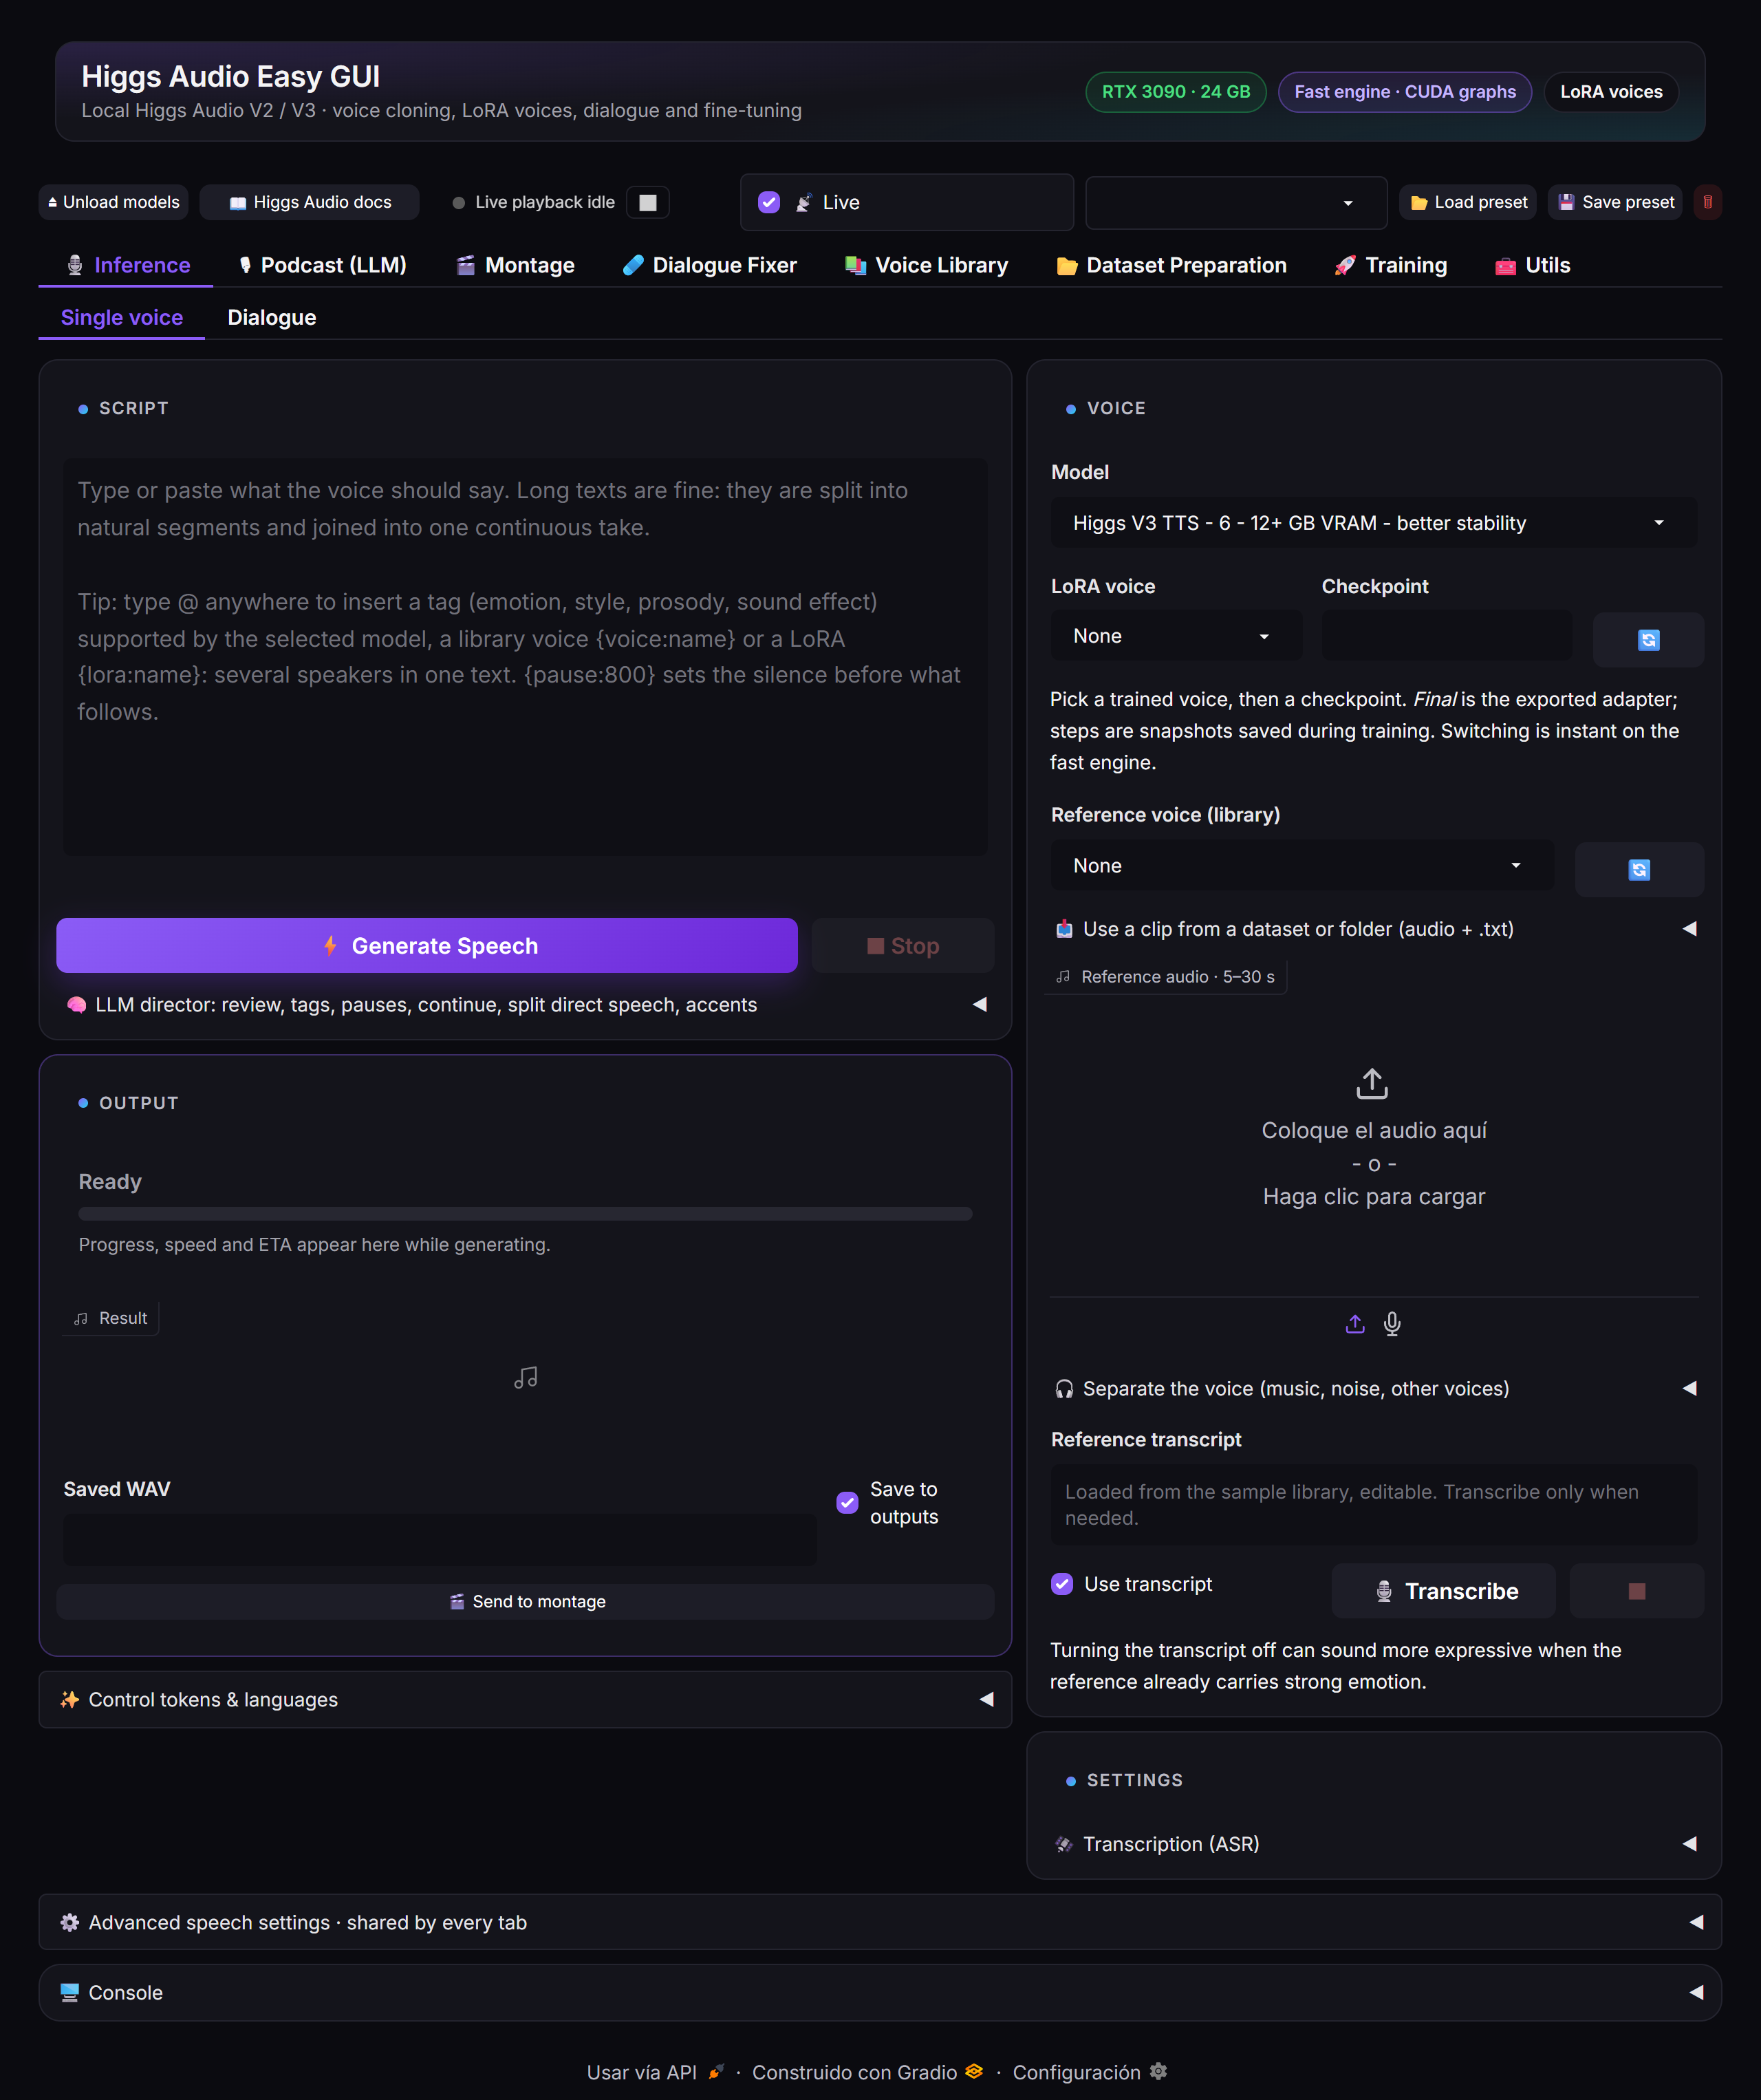 Higgs Audio Easy GUI
Local Higgs Audio V2 / V3 · voice cloning, LoRA voices, dialogue and fine-tuning
RTX 3090 · 24 GB
Fast engine · CUDA graphs
LoRA voices
Unload models
Higgs Audio docs
Live playback idle
Live
Load preset
Save preset
Inference
Podcast (LLM)
Montage
Dialogue Fixer
Voice Library
Dataset Preparation
Training
Utils
Single voice
Dialogue
SCRIPT
Type or paste what the voice should say. Long texts are fine: they are split into
natural segments and joined into one continuous take.
Tip: type @ anywhere to insert a tag (emotion, style, prosody, sound effect)
supported by the selected model, a library voice {voice:name} or a LoRA
{lora:name}: several speakers in one text. {pause:800} sets the silence before what
follows.
Generate Speech
Stop
LLM director: review, tags, pauses, continue, split direct speech, accents
OUTPUT
Ready
Progress, speed and ETA appear here while generating.
Result
Saved WAV
Save to
outputs
Send to montage
Control tokens & languages
VOICE
Model
Higgs V3 TTS - 6 - 12+ GB VRAM - better stability
LoRA voice
Checkpoint
None
Pick a trained voice, then a checkpoint. Final is the exported adapter;
steps are snapshots saved during training. Switching is instant on the
fast engine.
Reference voice (library)
None
Use a clip from a dataset or folder (audio + .txt)
Reference audio · 5–30 s
Coloque el audio aquí
- o -
Haga clic para cargar
Separate the voice (music, noise, other voices)
Reference transcript
Loaded from the sample library, editable. Transcribe only when
needed.
Use transcript
Transcribe
Turning the transcript off can sound more expressive when the
reference already carries strong emotion.
SETTINGS
Transcription (ASR)
Advanced speech settings · shared by every tab
Console
Usar vía API · Construido con Gradio · Configuración